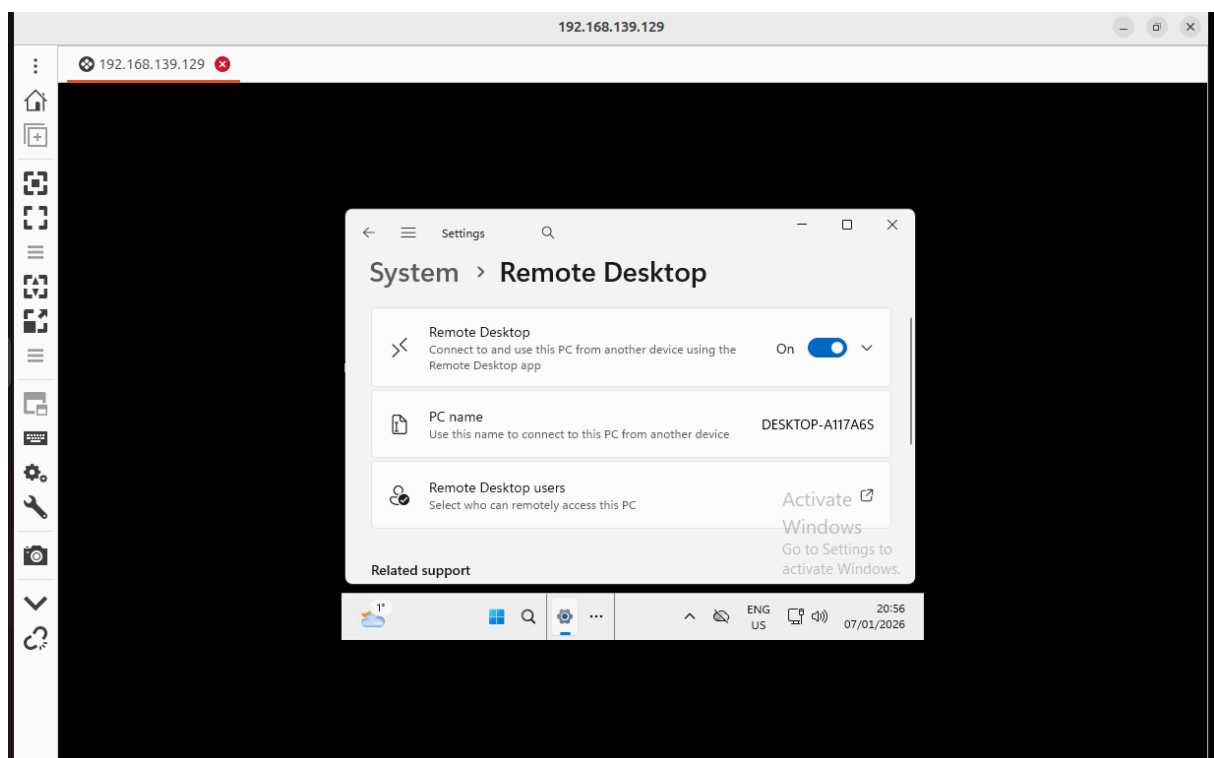 192.168.139.129
192.168.139.129
Settings
System > Remote Desktop
Remote Desktop
Connect to and use this PC from another device using the
Remote Desktop app
On
PC name
Use this name to connect to this PC from another device
DESKTOP-A117A6S
Remote Desktop users
Select who can remotely access this PC
Activate
Windows
Go to Settings to
activate Windows.
Related support
1°
ENG
US
20:56
07/01/2026